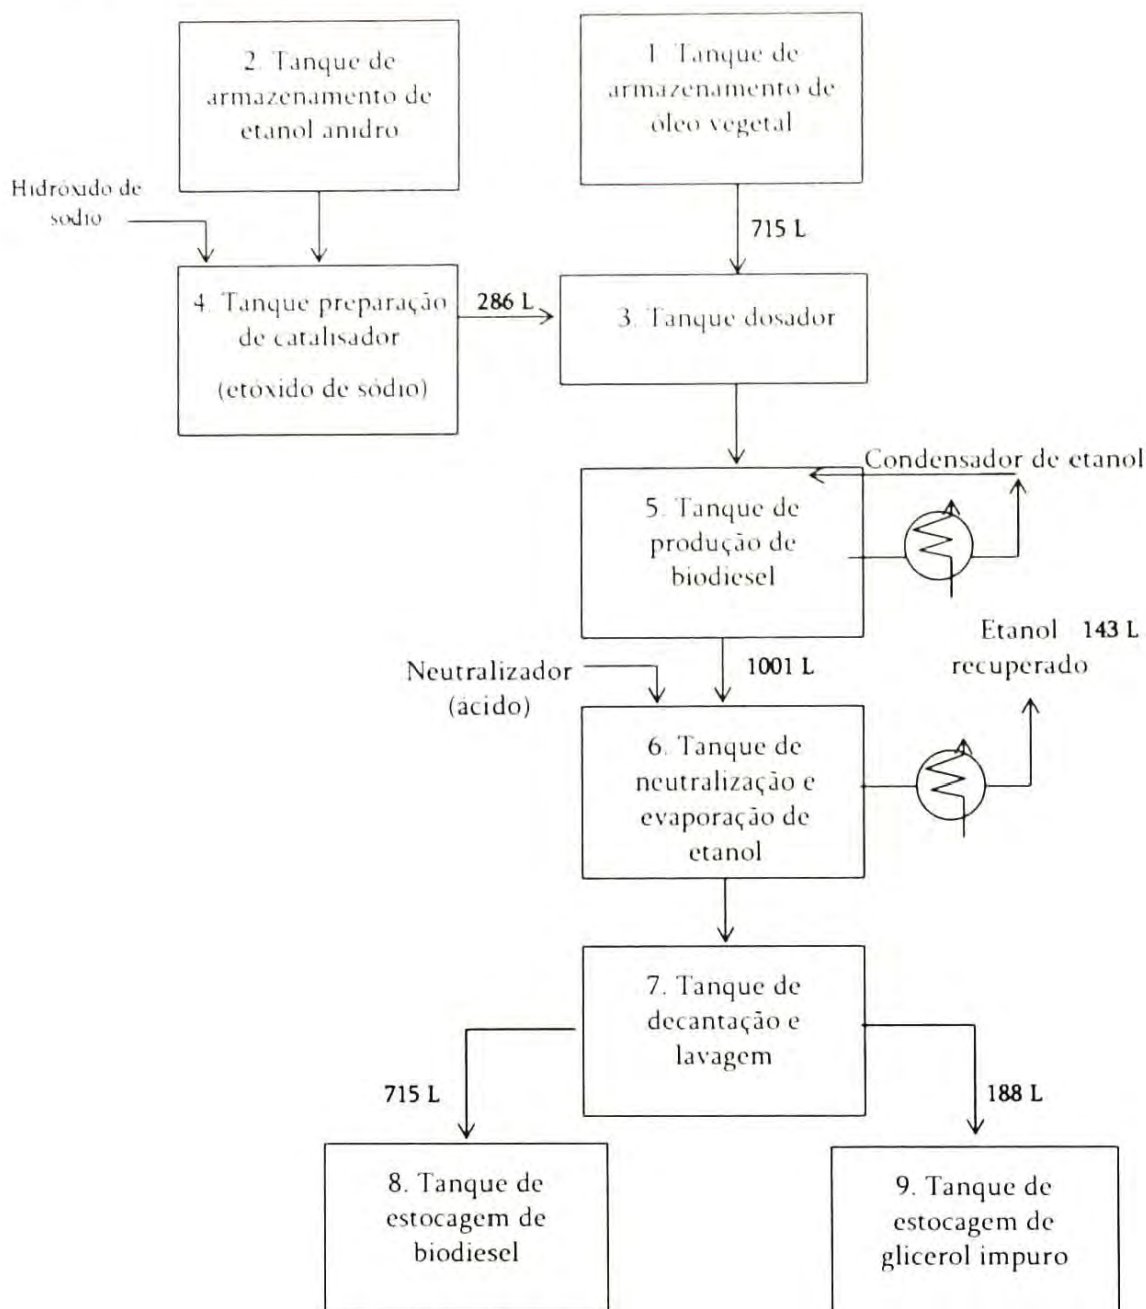 2. Tanque de
armazenamento de
etanol anidro
1. Tanque de
armazenamento de
óleo vegetal
Hidróxido de
sódio
715 L
4. Tanque preparação
de catalisador
(etóxido de sódio)
286 L
3. Tanque dosador
Condensador de etanol
5. Tanque de
produção de
biodiesel
Etanol 143 L
recuperado
1001 L
Neutralizador
(ácido)
6. Tanque de
neutralização e
evaporação de
etanol
7. Tanque de
decantação e
lavagem
715 L
188 L
8. Tanque de
estocagem de
biodiesel
9. Tanque de
estocagem de
glicerol impuro